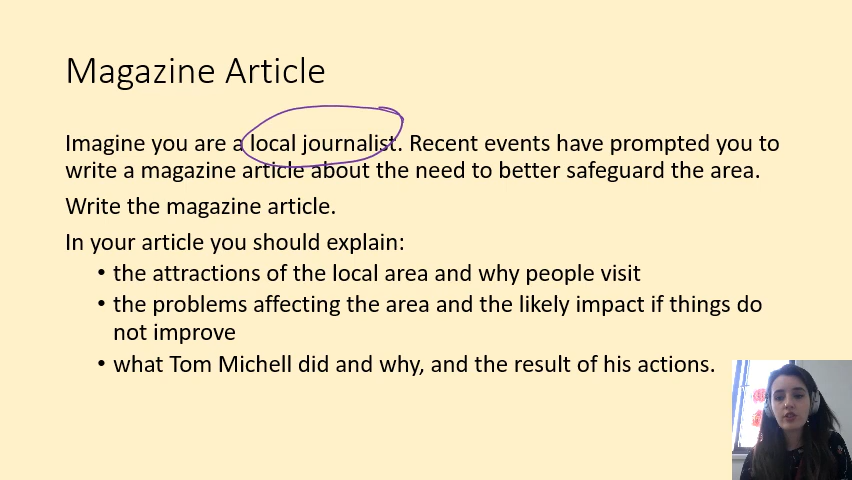 Magazine Article
Imagine you are a local journalist. Recent events have prompted you to
write a magazine article about the need to better safeguard the area.
Write the magazine article.
In your article you should explain:
• the attractions of the local area and why people visit
• the problems affecting the area and the likely impact if things do
not improve
• what Tom Michell did and why, and the result of his actions.